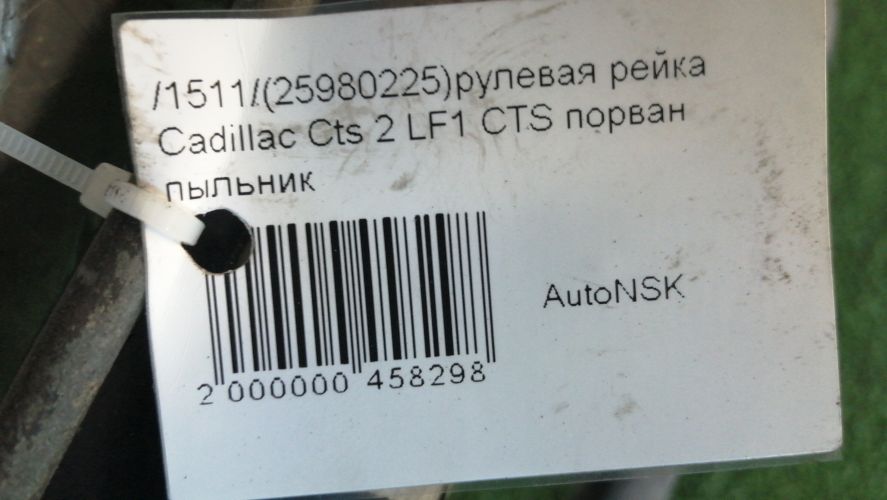 /1511/(25980225)рулевая рейка
Cadillac Cts 2 LF1 CTS порван
пыльник
AutoNSK
2 000000 458298